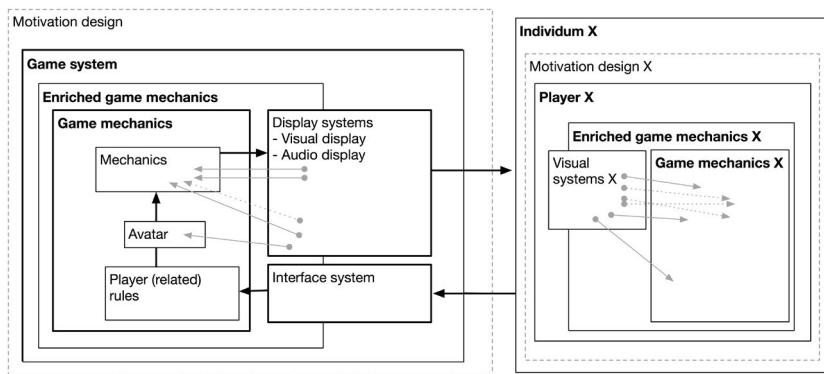 Motivation design
Game system
Enriched game mechanics
Game mechanics
Mechanics
Avatar
Player (related)
rules
Display systems
- Visual display
- Audio display
Interface system
Individum X
Motivation design X
Player X
Enriched game mechanics X
Visual
systems X
Game mechanics X